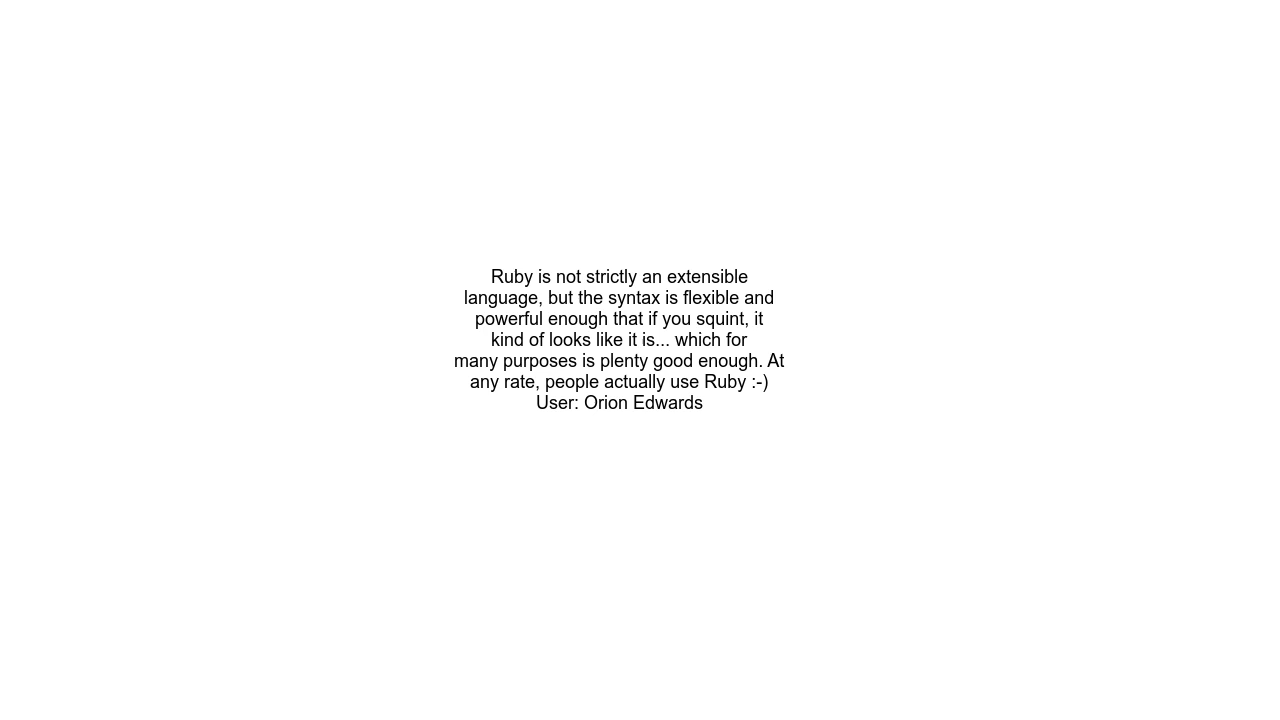 Ruby is not strictly an extensible
language, but the syntax is flexible and
powerful enough that if you squint, it
kind of looks like it is... which for
many purposes is plenty good enough. At
any rate, people actually use Ruby :-)
User: Orion Edwards